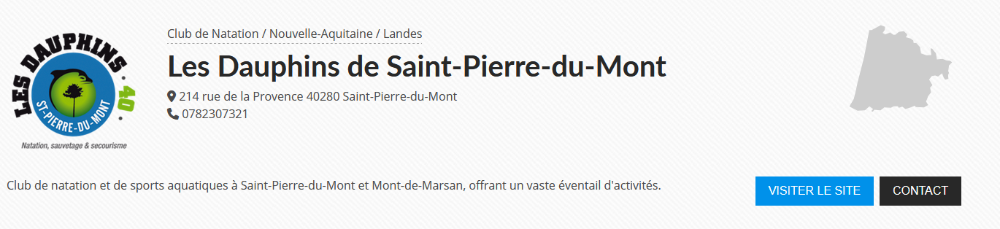 LES DAUPHINS · 40 ·
ST-PIERRE-DU-MONT
Natation, sauvetage & secourisme
Club de Natation / Nouvelle-Aquitaine / Landes
Les Dauphins de Saint-Pierre-du-Mont
214 rue de la Provence 40280 Saint-Pierre-du-Mont
0782307321
Club de natation et de sports aquatiques à Saint-Pierre-du-Mont et Mont-de-Marsan, offrant un vaste éventail d'activités.
VISITER LE SITE
CONTACT